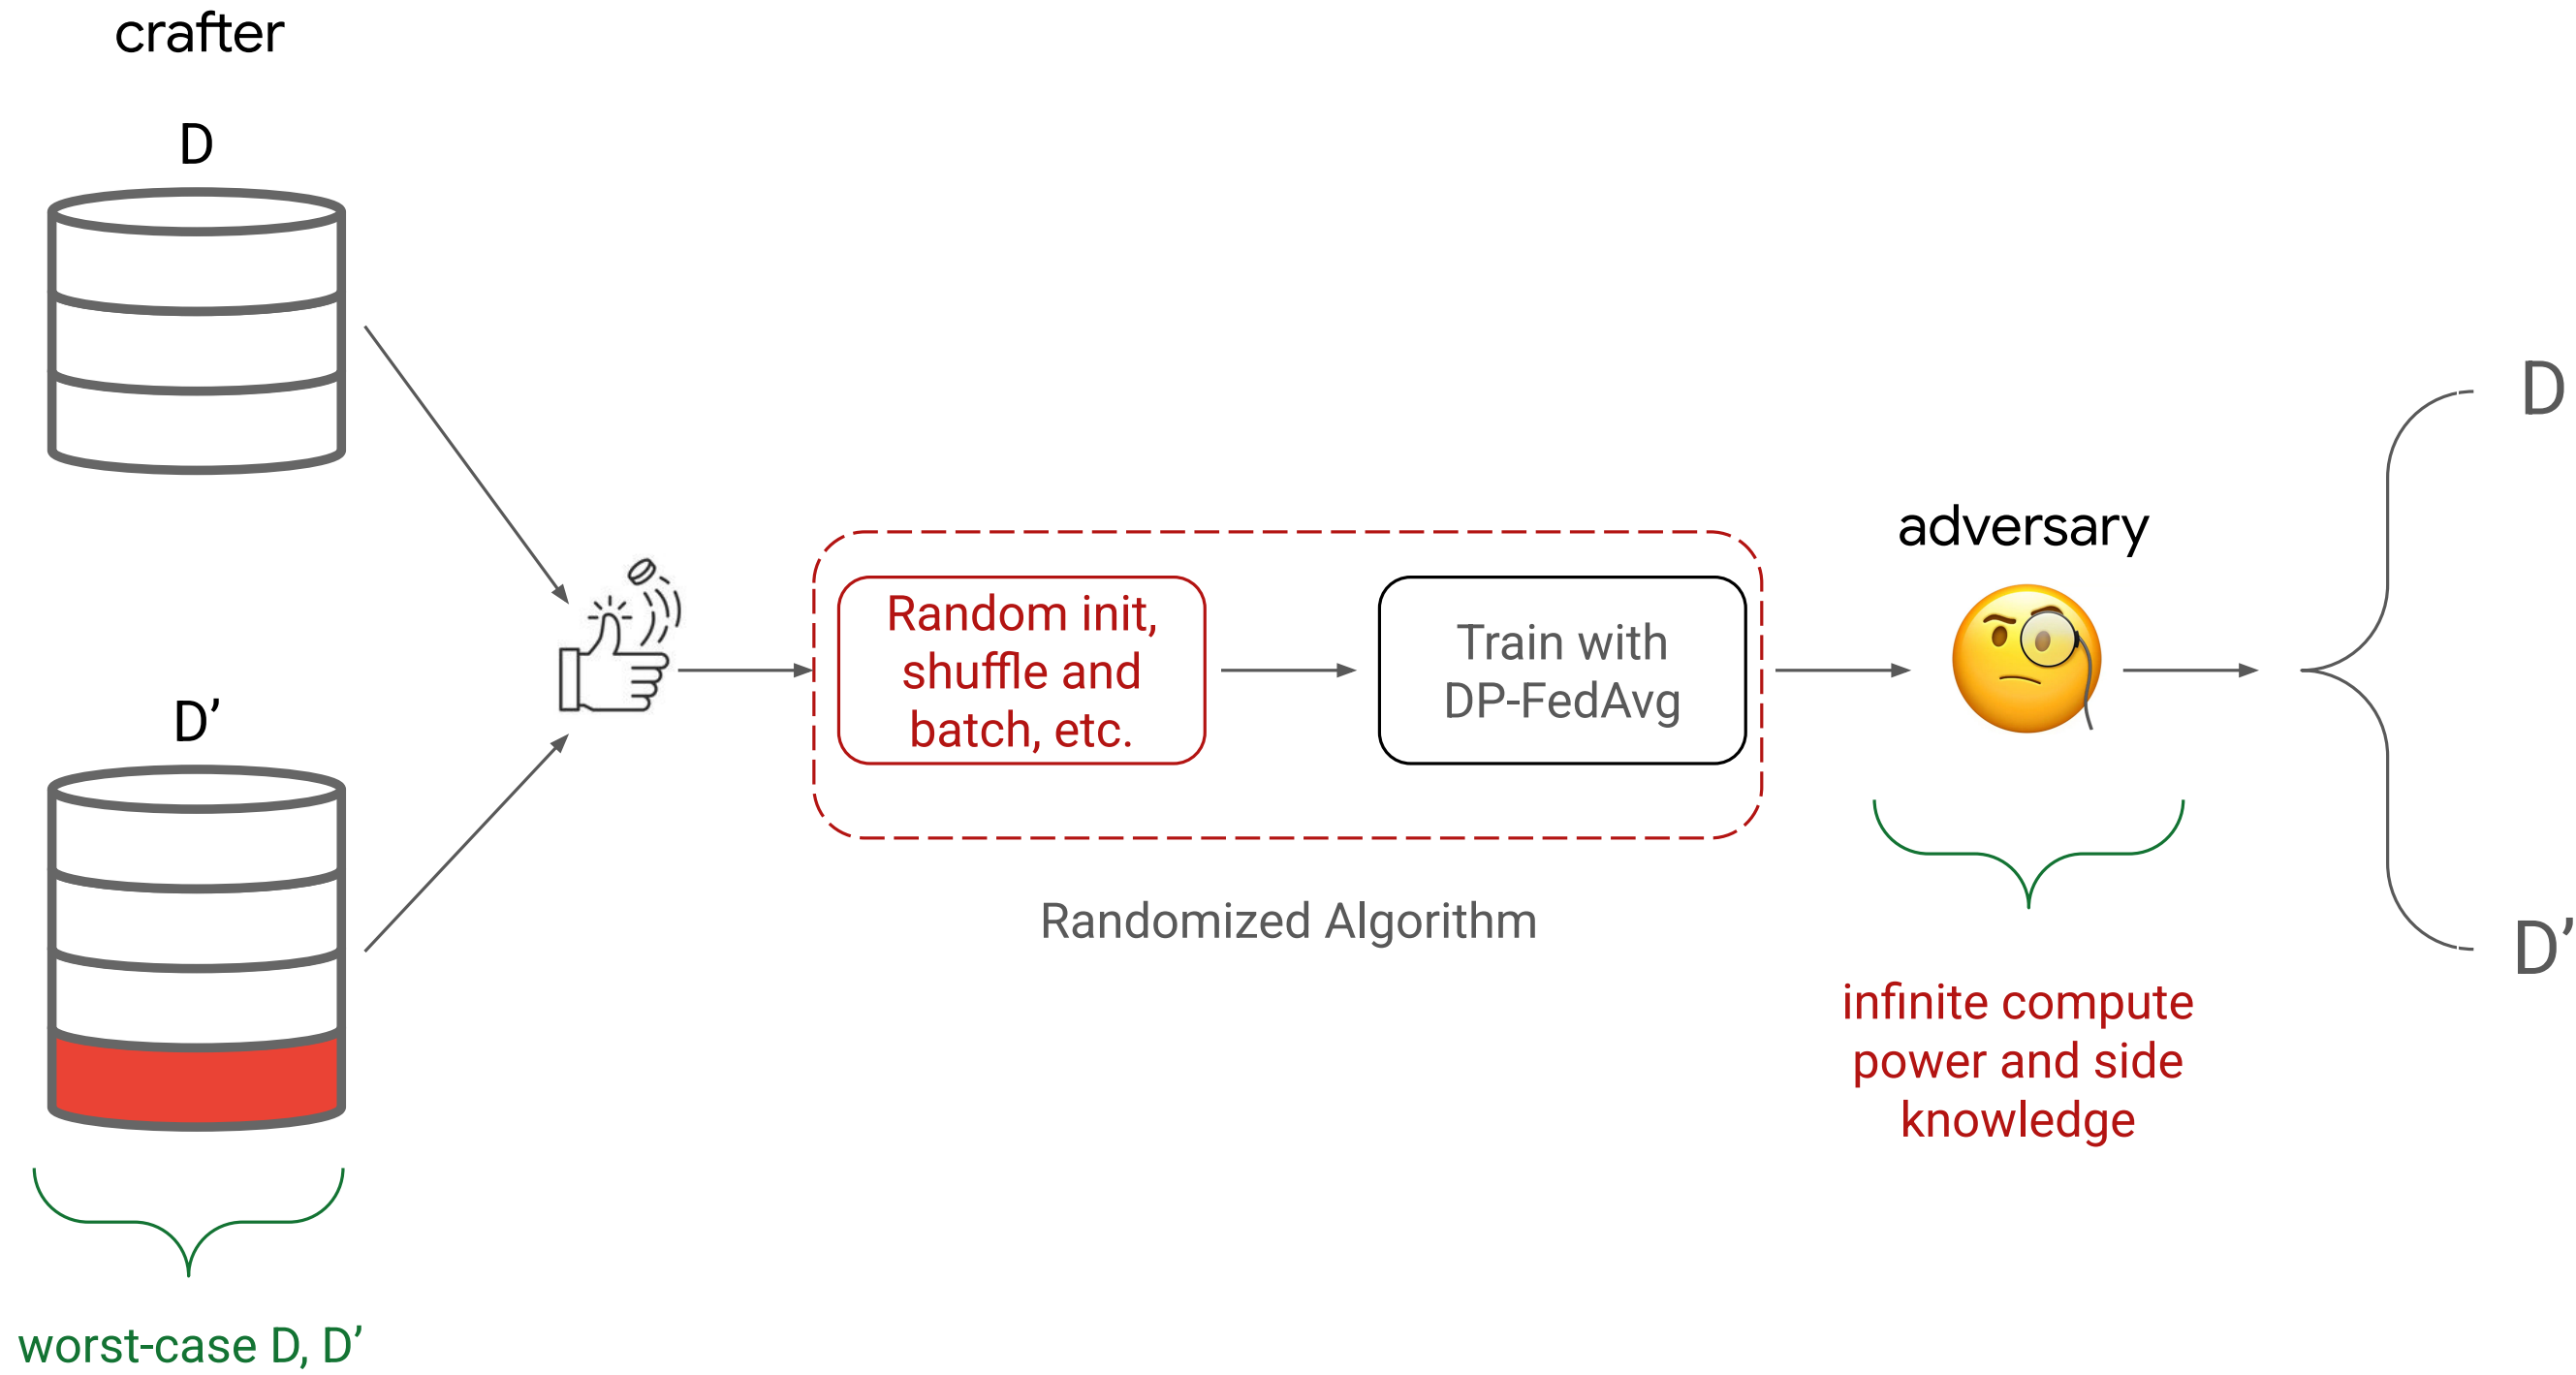 crafter
D
D’
worst-case D, D’
Random init,
shuffle and
batch, etc.
Train with
DP-FedAvg
Randomized Algorithm
adversary
infinite compute
power and side
knowledge
D
D’